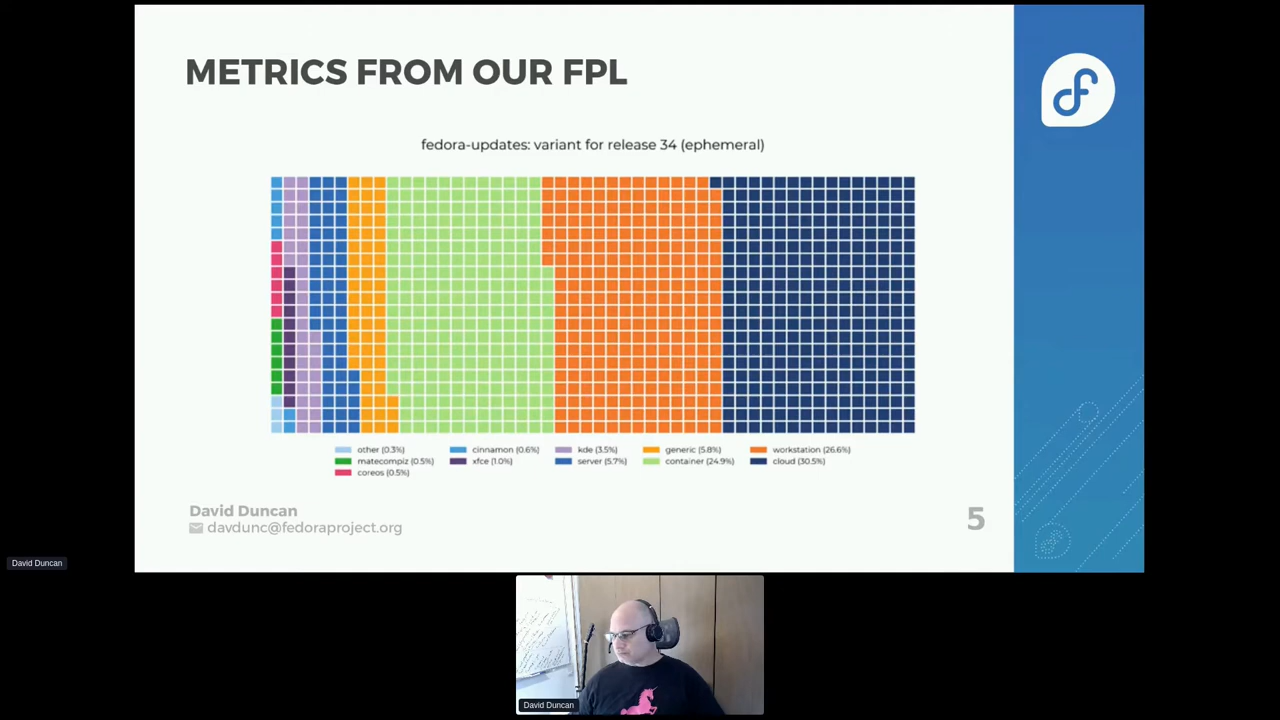 METRICS FROM OUR FPL
fedora-updates: variant for release 34 (ephemeral)
other (0.3%)
cinnamon (0.6%)
kde (3.5%)
generic (5.8%)
workstation (26.6%)
matecompiz (0.5%)
xfce (1.0%)
server (5.7%)
container (24.9%)
cloud (30.5%)
coreos (0.5%)
David Duncan
davdunc@fedoraproject.org
5
David Duncan
David Duncan